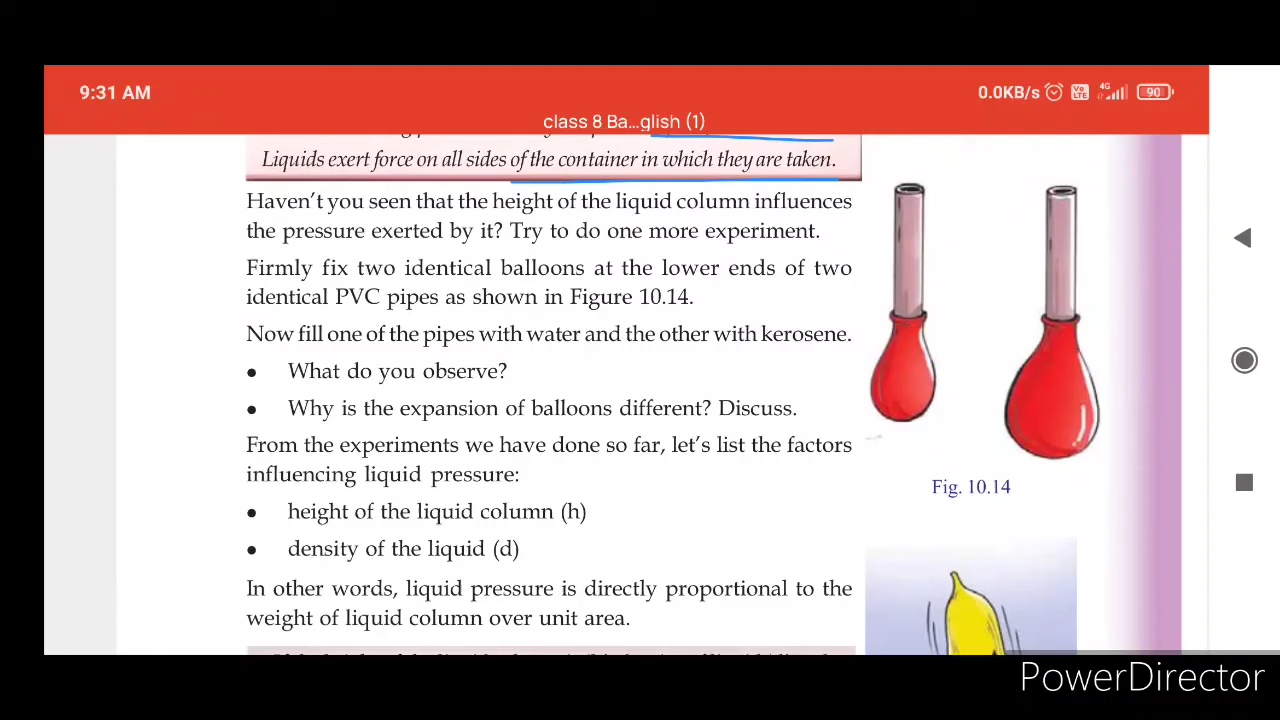 9:31 AM
0.0KB/s
Vo LTE
4G
90
class 8 Ba...glish (1)
Liquids exert force on all sides of the container in which they are taken.
Haven't you seen that the height of the liquid column influences
the pressure exerted by it? Try to do one more experiment.
Firmly fix two identical balloons at the lower ends of two
identical PVC pipes as shown in Figure 10.14.
Now fill one of the pipes with water and the other with kerosene.
• What do you observe?
• Why is the expansion of balloons different? Discuss.
From the experiments we have done so far, let's list the factors
influencing liquid pressure:
• height of the liquid column (h)
• density of the liquid (d)
In other words, liquid pressure is directly proportional to the
weight of liquid column over unit area.
Fig. 10.14
PowerDirector